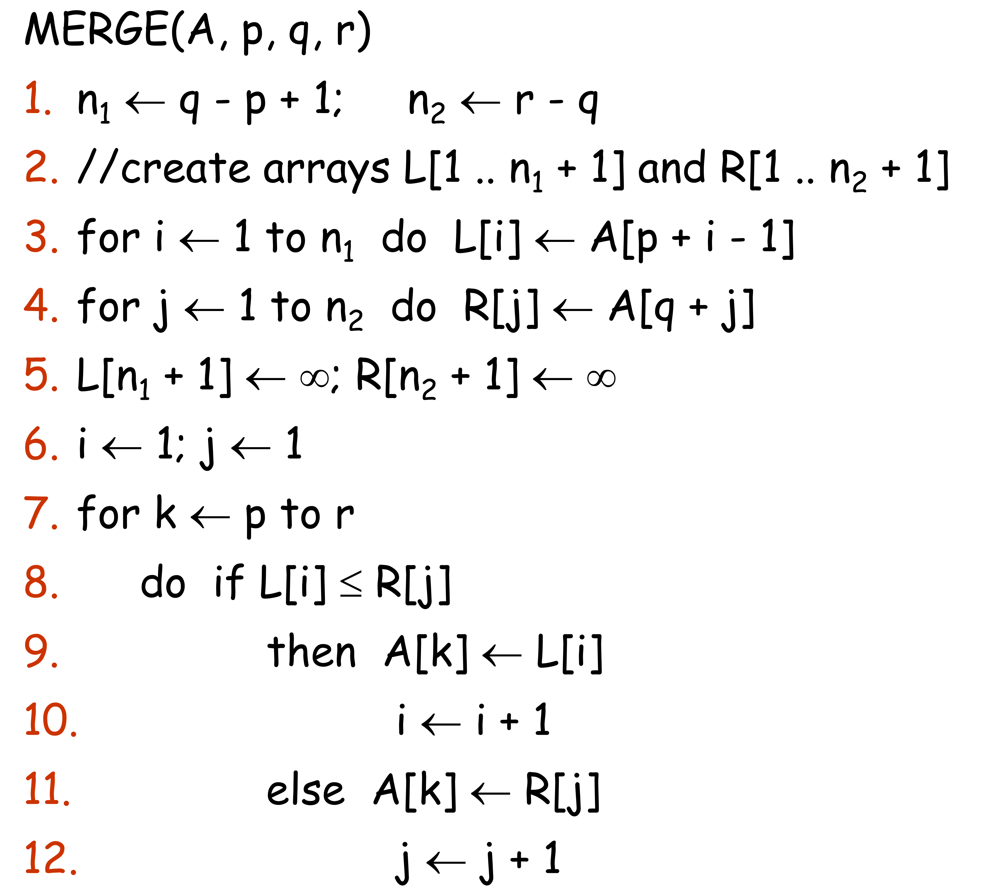 MERGE(A, p, q, r)
1. n₁ ← q - p + 1; n₂ ← r - q
2. //create arrays L[1 .. n₁ + 1] and R[1 .. n₂ + 1]
3. for i ← 1 to n₁ do L[i] ← A[p + i - 1]
4. for j ← 1 to n₂ do R[j] ← A[q + j]
5. L[n₁ + 1] ← ∞; R[n₂ + 1] ← ∞
6. i ← 1; j ← 1
7. for k ← p to r
8. do if L[i] ≤ R[j]
9. then A[k] ← L[i]
10. i ← i + 1
11. else A[k] ← R[j]
12. j ← j + 1